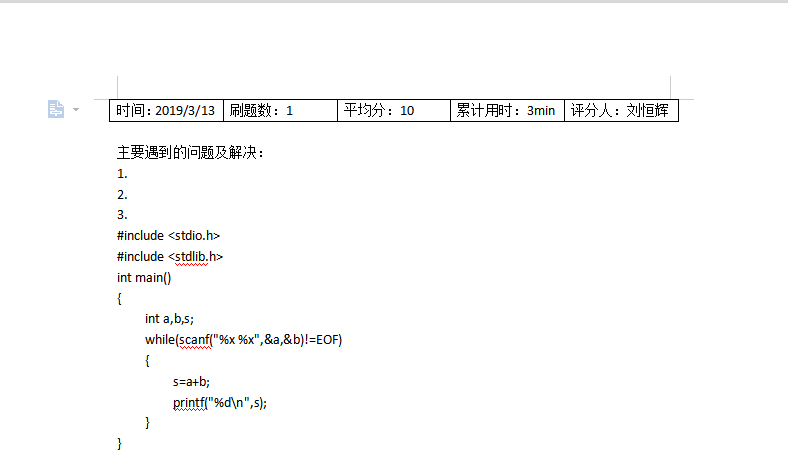 时间：2019/3/13 刷题数：1 平均分：10 累计用时：3min 评分人：刘恒辉
主要遇到的问题及解决：
1.
2.
3.
#include <stdio.h>
#include <stdlib.h>
int main()
{
int a,b,s;
while(scanf("%x %x",&a,&b)!=EOF)
{
s=a+b;
printf("%d\n",s);
}
}